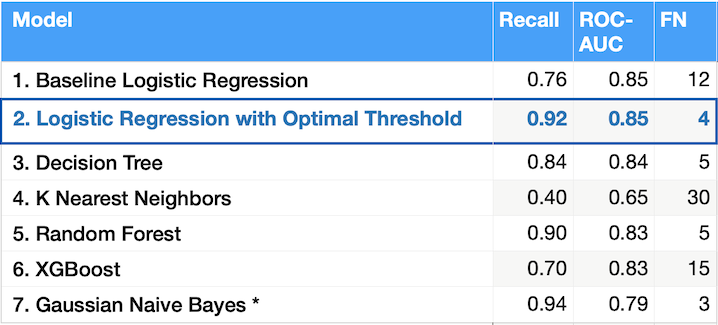 Model Recall ROC-AUC FN
1. Baseline Logistic Regression 0.76 0.85 12
2. Logistic Regression with Optimal Threshold 0.92 0.85 4
3. Decision Tree 0.84 0.84 5
4. K Nearest Neighbors 0.40 0.65 30
5. Random Forest 0.90 0.83 5
6. XGBoost 0.70 0.83 15
7. Gaussian Naive Bayes * 0.94 0.79 3